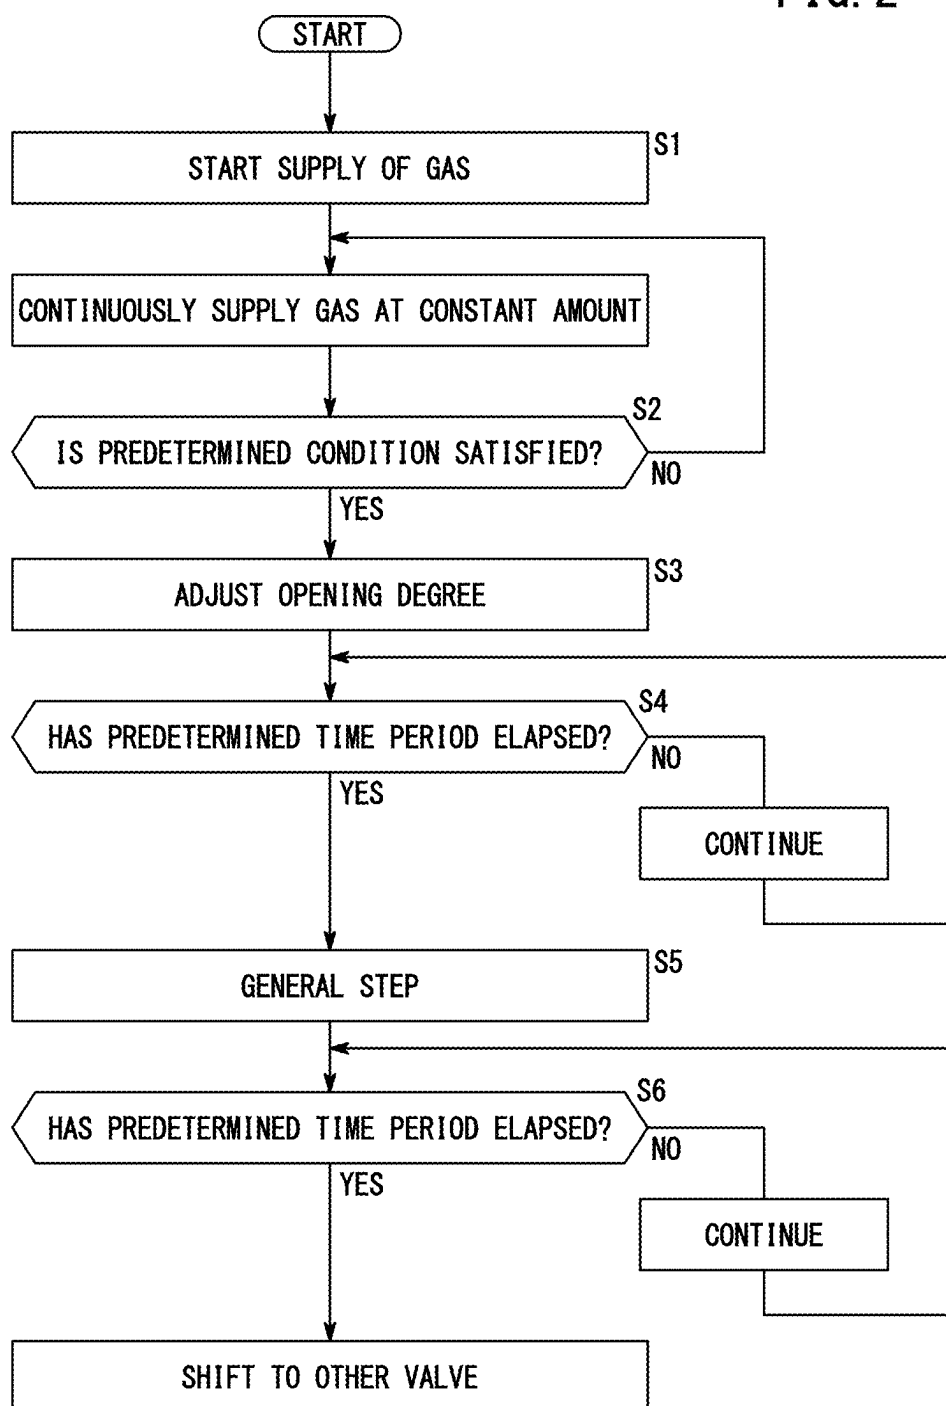 FIG. 2
START
S1
START SUPPLY OF GAS
CONTINUOUSLY SUPPLY GAS AT CONSTANT AMOUNT
S2
IS PREDETERMINED CONDITION SATISFIED?
NO
YES
S3
ADJUST OPENING DEGREE
S4
HAS PREDETERMINED TIME PERIOD ELAPSED?
NO
YES
CONTINUE
S5
GENERAL STEP
S6
HAS PREDETERMINED TIME PERIOD ELAPSED?
NO
YES
CONTINUE
SHIFT TO OTHER VALVE